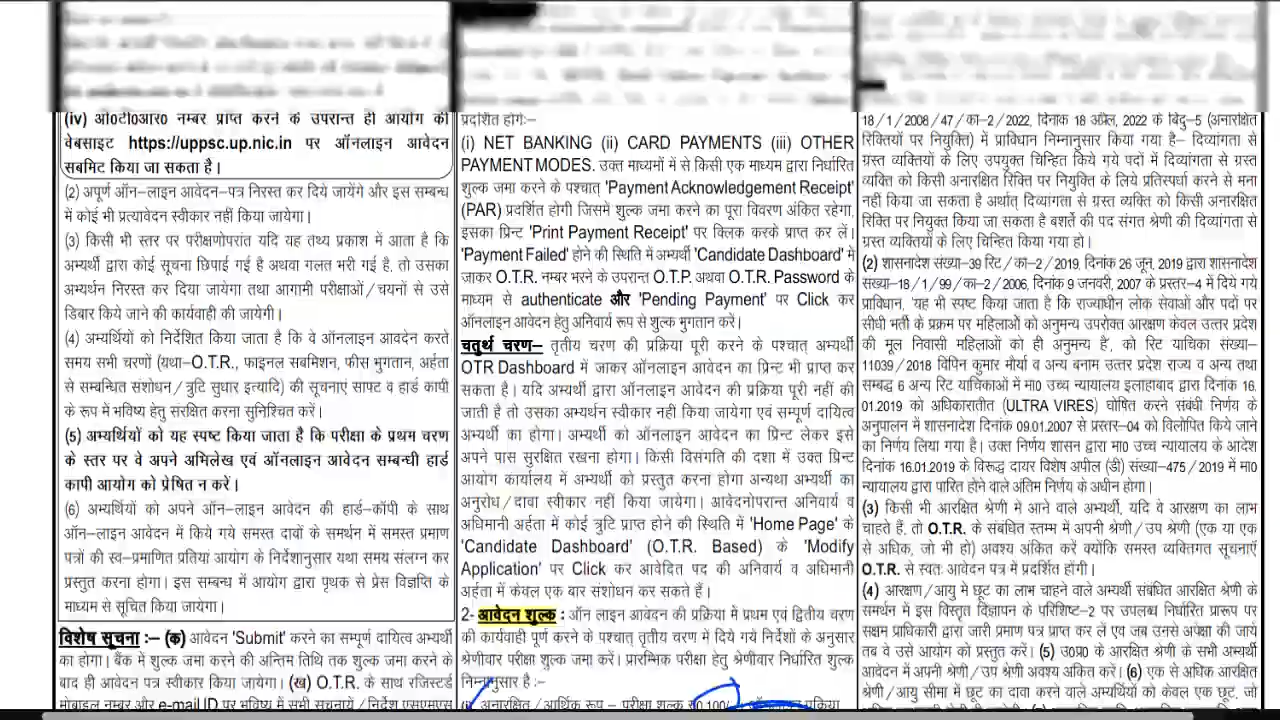 (iv) ओ0टी0आर0 नम्बर प्राप्त करने के उपरान्त ही आयोग की
वेबसाइट https://uppsc.up.nic.in पर ऑनलाइन आवेदन
सबमिट किया जा सकता है।
(2) अपूर्ण ऑन–लाइन आवेदन–पत्र निरस्त कर दिये जायेंगे और इस सम्बन्ध
में कोई भी प्रत्यावेदन स्वीकार नहीं किया जायेगा।
(3) किसी भी स्तर पर परीक्षणोपरांत यदि यह तथ्य प्रकाश में आता है कि
अभ्यर्थी द्वारा कोई सूचना छिपाई गई है अथवा गलत भरी गई है, तो उसका
अभ्यर्थन निरस्त कर दिया जायेगा तथा आगामी परीक्षाओं/चयनों से उसे
डिबार किये जाने की कार्यवाही की जायेगी।
(4) अभ्यर्थियों को निर्देशित किया जाता है कि वे ऑनलाइन आवदेन करते
समय सभी चरणों (यथा–O.T.R., फाइनल सबमिशन, फीस भुगतान, अर्हता
से सम्बन्धित संशोधन/त्रुटि सुधार इत्यादि) की सूचनाएं साफ्ट व हार्ड कापी
के रूप में भविष्य हेतु संरक्षित करना सुनिश्चित करें।
(5) अभ्यर्थियों को यह स्पष्ट किया जाता है कि परीक्षा के प्रथम चरण
के स्तर पर वे अपने अभिलेख एवं ऑनलाइन आवेदन सम्बन्धी हार्ड
कापी आयोग को प्रेषित न करें।
(6) अभ्यर्थियों को अपने ऑन–लाइन आवेदन की हार्ड–कॉपी के साथ
ऑन–लाइन आवेदन में किये गये समस्त दावों के समर्थन में समस्त प्रमाण
पत्रों की स्व–प्रमाणित प्रतियां आयोग के निर्देशानुसार यथा समय संलग्न कर
प्रस्तुत करना होगा। इस सम्बन्ध में आयोग द्वारा पृथक से प्रेस विज्ञप्ति के
माध्यम से सूचित किया जायेगा।
विशेष सूचना :– (क) आवेदन 'Submit' करने का सम्पूर्ण दायित्व अभ्यर्थी
का होगा। बैंक में शुल्क जमा करने की अन्तिम तिथि तक शुल्क जमा करने के
बाद ही आवेदन पत्र स्वीकार किया जायेगा। (ख) O.T.R. के साथ रजिस्टर्ड
मोबाइल नम्बर और e-mail ID पर भविष्य में सभी सूचनायें/निर्देश एसएमएस
प्रदर्शित होंगे:
(i) NET BANKING (ii) CARD PAYMENTS (iii) OTHER
PAYMENT MODES. उक्त माध्यमों में से किसी एक माध्यम द्वारा निर्धारित
शुल्क जमा करने के पश्चात् 'Payment Acknowledgement Receipt'
(PAR) प्रदर्शित होगी जिसमे शुल्क जमा करने का पूरा विवरण अंकित रहेगा,
इसका प्रिन्ट 'Print Payment Receipt' पर क्लिक करके प्राप्त कर लें।
'Payment Failed' होने की स्थिति में अभ्यर्थी 'Candidate Dashboard' मे
जाकर O.T.R. नम्बर भरने के उपरान्त O.T.P. अथवा O.T.R. Password के
माध्यम से authenticate और 'Pending Payment' पर Click कर
ऑनलाइन आवेदन हेतु अनिवार्य रूप से शुल्क भुगतान करें।
चतुर्थ चरण– तृतीय चरण की प्रक्रिया पूरी करने के पश्चात् अभ्यर्थी
OTR Dashboard में जाकर ऑनलाइन आवेदन का प्रिन्ट भी प्राप्त कर
सकता है। यदि अभ्यर्थी द्वारा ऑनलाइन आवेदन की प्रक्रिया पूरी नहीं की
जाती है तो उसका अभ्यर्थन स्वीकार नहीं किया जायेगा एवं सम्पूर्ण दायित्व
अभ्यर्थी का होगा। अभ्यर्थी को ऑनलाइन आवेदन का प्रिन्ट लेकर इसे
अपने पास सुरक्षित रखना होगा। किसी विसंगति की दशा में उक्त प्रिन्ट
आयोग कार्यालय में अभ्यर्थी को प्रस्तुत करना होगा अन्यथा अभ्यर्थी का
अनुरोध/दावा स्वीकार नहीं किया जायेगा। आवेदनोपरान्त अनिवार्य व
अधिमानी अर्हता में कोई त्रुटि प्राप्त होने की स्थिति में 'Home Page' के
'Candidate Dashboard' (O.T.R. Based) के 'Modify
Application' पर Click कर आवेदित पद की अनिवार्य व अधिमानी
अर्हता में केवल एक बार संशोधन कर सकते हैं।
2- आवेदन शुल्क : ऑन लाइन आवेदन की प्रक्रिया में प्रथम एवं द्वितीय चरण
की कार्यवाही पूर्ण करने के पश्चात् तृतीय चरण में दिये गये निर्देशों के अनुसार
श्रेणीवार परीक्षा शुल्क जमा करें। प्रारम्भिक परीक्षा हेतु श्रेणीवार निर्धारित शुल्क
निम्नानुसार है :–
अनारक्षित/आर्थिक रूप – परीक्षा शुल्क रु0 100/ प्रक्रिया
18/1/2008/47/का–2/2022, दिनांक 18 अप्रैल, 2022 के बिंदु–5 (अनारक्षित
रिक्तियों पर नियुक्ति) में प्राविधान निम्नानुसार किया गया है– दिव्यांगता से
ग्रस्त व्यक्तियों के लिए उपयुक्त चिन्हित किये गये पदों में दिव्यांगता से ग्रस्त
व्यक्ति को किसी अनारक्षित रिक्ति पर नियुक्ति के लिये प्रतिस्पर्धा करने से मना
नहीं किया जा सकता है अर्थात् दिव्यांगता से ग्रस्त व्यक्ति को किसी अनारक्षित
रिक्ति पर नियुक्त किया जा सकता है बशर्ते की पद संगत श्रेणी की दिव्यांगता से
ग्रस्त व्यक्तियों के लिए चिन्हित किया गया हो।
(2) शासनादेश संख्या–39 रिट/का–2/2019, दिनांक 26 जून, 2019 द्वारा शासनादेश
संख्या–18/1/99/का–2/2006, दिनांक 9 जनवरी, 2007 के प्रस्तर–4 में दिये गये
प्राविधान, 'यह भी स्पष्ट किया जाता है कि राज्याधीन लोक सेवाओं और पदों पर
सीधी भर्ती के प्रक्रम पर महिलाओं को अनुमन्य उपरोक्त आरक्षण केवल उत्तर प्रदेश
की मूल निवासी महिलाओं को ही अनुमन्य है', को रिट याचिका संख्या–
11039/2018 विपिन कुमार मौर्या व अन्य बनाम उत्तर प्रदेश राज्य व अन्य तथा
सम्बद्ध 6 अन्य रिट याचिकाओं में मा0 उच्च न्यायालय इलाहाबाद द्वारा दिनांक 16.
01.2019 को अधिकारातीत (ULTRA VIRES) घोषित करने संबंधी निर्णय के
अनुपालन में शासनादेश दिनांक 09.01.2007 से प्रस्तर–04 को विलोपित किये जाने
का निर्णय लिया गया है। उक्त निर्णय शासन द्वारा मा0 उच्च न्यायालय के आदेश
दिनांक 16.01.2019 के विरूद्ध दायर विशेष अपील (डी) संख्या–475/2019 में मा0
न्यायालय द्वारा पारित होने वाले अंतिम निर्णय के अधीन होगा।
(3) किसी भी आरक्षित श्रेणी में आने वाले अभ्यर्थी, यदि वे आरक्षण का लाभ
चाहते हैं, तो O.T.R. के संबंधित स्तम्भ में अपनी श्रेणी/उप श्रेणी (एक या एक
से अधिक, जो भी हो) अवश्य अंकित करें क्योंकि समस्त व्यक्तिगत सूचनाएँ
O.T.R. से स्वतः आवेदन पत्र में प्रदर्शित होंगी।
(4) आरक्षण/आयु मे छूट का लाभ चाहने वाले अभ्यर्थी संबंधित आरक्षित श्रेणी के
समर्थन में इस विस्तृत विज्ञापन के परिशिष्ट–2 पर उपलब्ध निर्धारित प्रारूप पर
सक्षम प्राधिकारी द्वारा जारी प्रमाण पत्र प्राप्त कर लें एवं जब उनसे अपेक्षा की जाये
तब वे उसे आयोग को प्रस्तुत करें। (5) उ0प्र0 के आरक्षित श्रेणी के सभी अभ्यर्थी
आवेदन में अपनी श्रेणी/उप श्रेणी अवश्य अंकित करें। (6) एक से अधिक आरक्षित
श्रेणी/आयु सीमा में छूट का दावा करने वाले अभ्यर्थियों को केवल एक छूट, जो